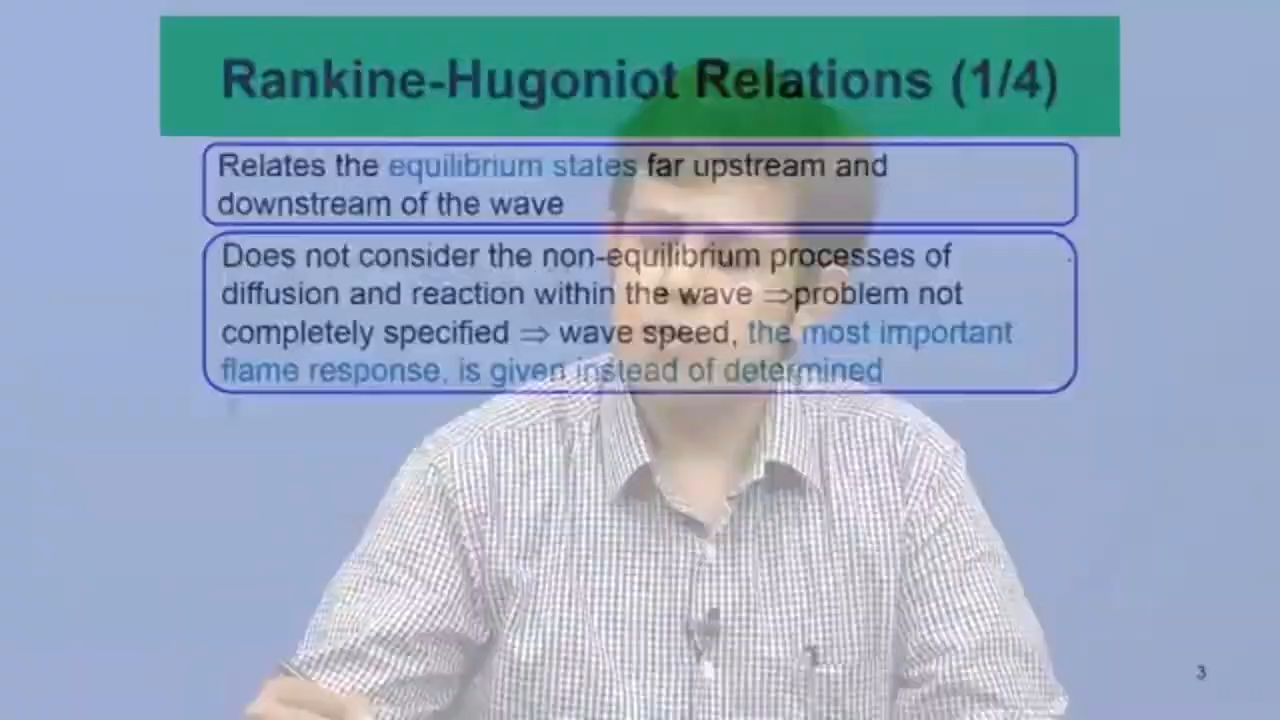 Rankine-Hugoniot Relations (1/4)
Relates the equilibrium states far upstream and
downstream of the wave
Does not consider the non-equilibrium processes of
diffusion and reaction within the wave ⇒problem not
completely specified ⇒ wave speed, the most important
flame response, is given instead of determined
3